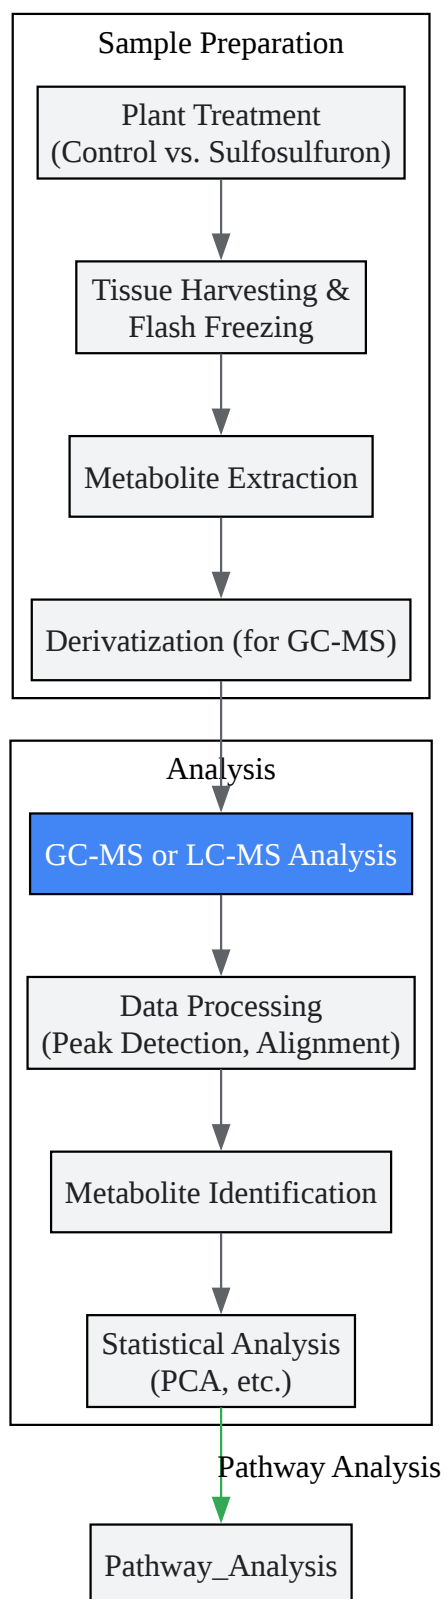 Sample Preparation
Plant Treatment
(Control vs. Sulfosulfuron)
Tissue Harvesting &
Flash Freezing
Metabolite Extraction
Derivatization (for GC-MS)
Analysis
GC-MS or LC-MS Analysis
Data Processing
(Peak Detection, Alignment)
Metabolite Identification
Statistical Analysis
(PCA, etc.)
Pathway Analysis
Pathway_Analysis